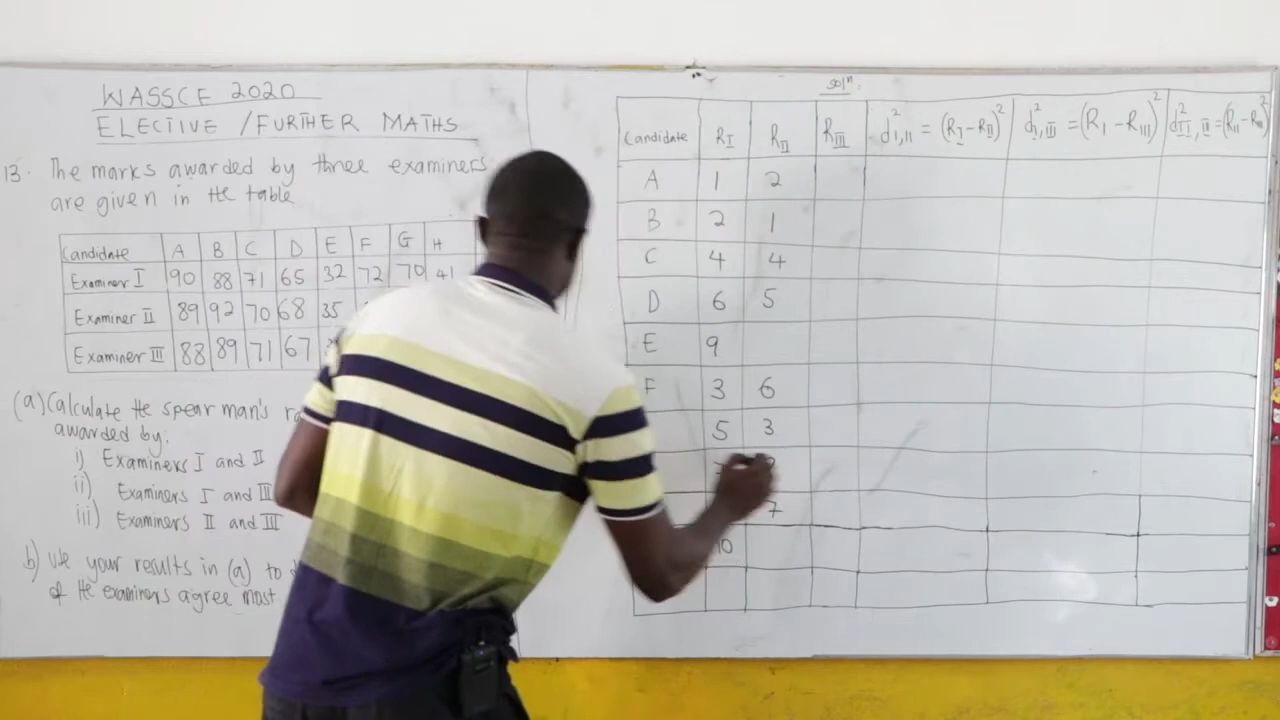 WASSCE 2020
ELECTIVE /FURTHER MATHS
13. The marks awarded by three examiners
are given in the table
Candidate A B C D E F G H
Examiner I 90 88 71 65 32 72 70 41
Examiner II 89 92 70 68 35
Examiner III 88 89 71 67
(a) Calculate the spearman's
awarded by:
i) Examiners I and II
ii) Examiners I and III
iii) Examiners II and III
b) Use your results in (a) to
of the examiners agree most
soln.
Candidate R_I R_II R_III d²_I,II = (R_I - R_II)² d²_I,III = (R_I - R_III)² d²_II,III = (R_II - R_III)²
A 1 2
B 2 1
C 4 4
D 6 5
E 9
F 3 6
5 3
7
10